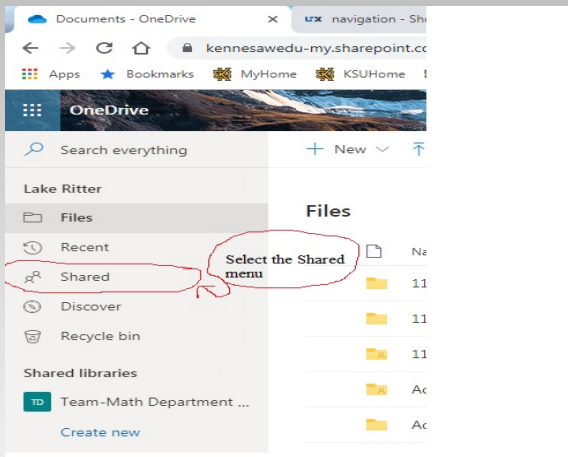 Documents - OneDrive × UX navigation - Sh
kennesawedu-my.sharepoint.co
Apps Bookmarks MyHome KSUHome
OneDrive
Search everything
+ New
Lake Ritter
Files
Files
Recent
Select the Shared
menu
Na
Shared
11
Discover
11
Recycle bin
11
Shared libraries
Ac
TD Team-Math Department ...
Ac
Create new